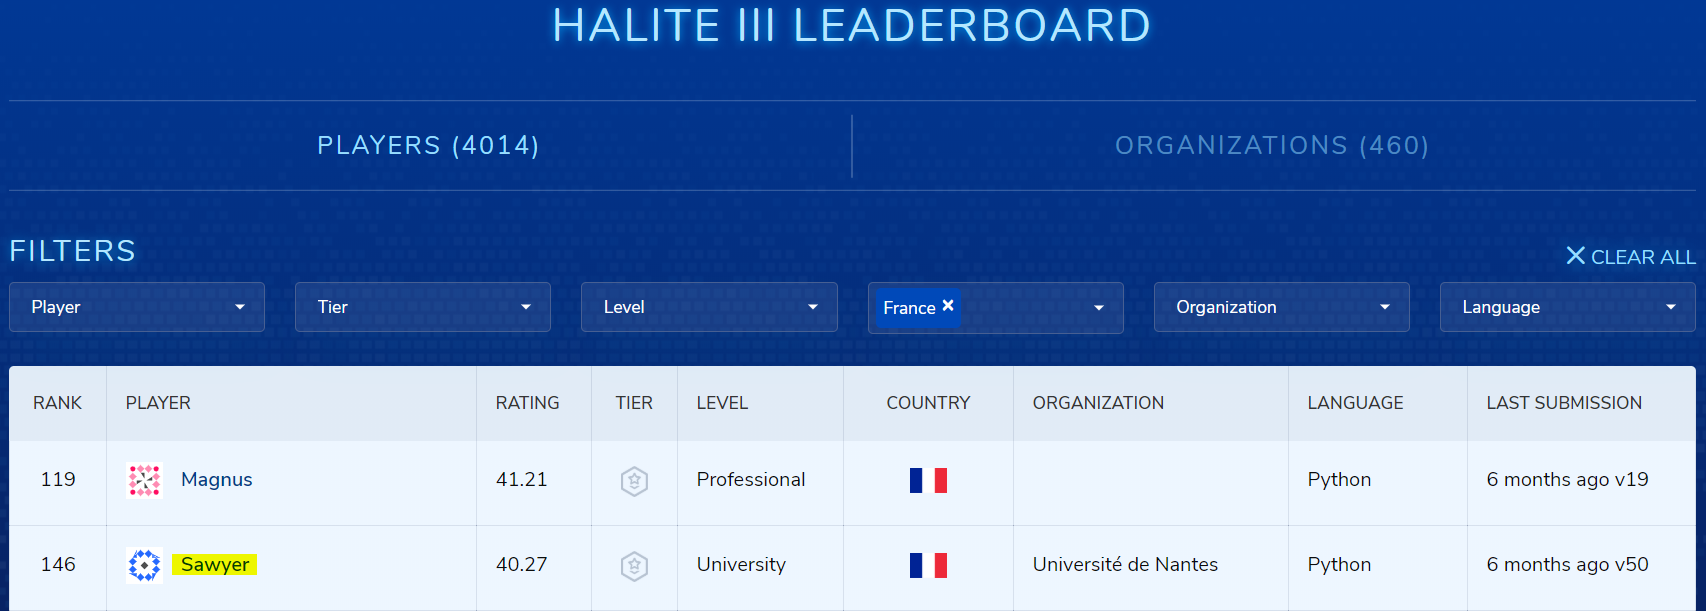 HALITE III LEADERBOARD
PLAYERS (4014) ORGANIZATIONS (460)
FILTERS
CLEAR ALL
Player Tier Level France × Organization Language
RANK PLAYER RATING TIER LEVEL COUNTRY ORGANIZATION LANGUAGE LAST SUBMISSION
119 Magnus 41.21 Professional Python 6 months ago v19
146 Sawyer 40.27 University Université de Nantes Python 6 months ago v50